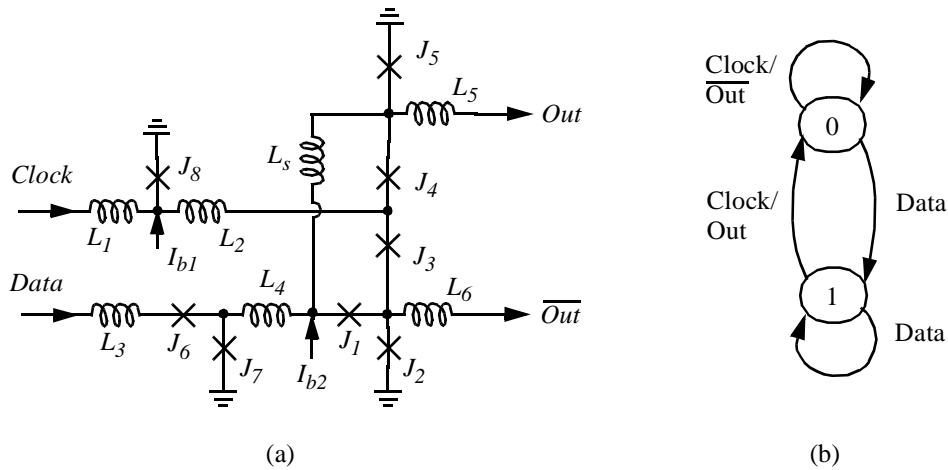 J5
L5
Out
Ls
J8
Clock
J4
L1
Ib1
L2
J3
Data
L4
L6
Out
L3
J6
J7
Ib2
J1
J2
(a)
Clock/
Out
0
Clock/
Out
Data
1
Data
(b)